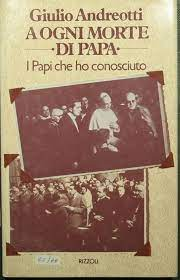 Giulio Andreotti
A OGNI MORTE
·DI PAPA·
I Papi che ho conosciuto
RIZZOLI